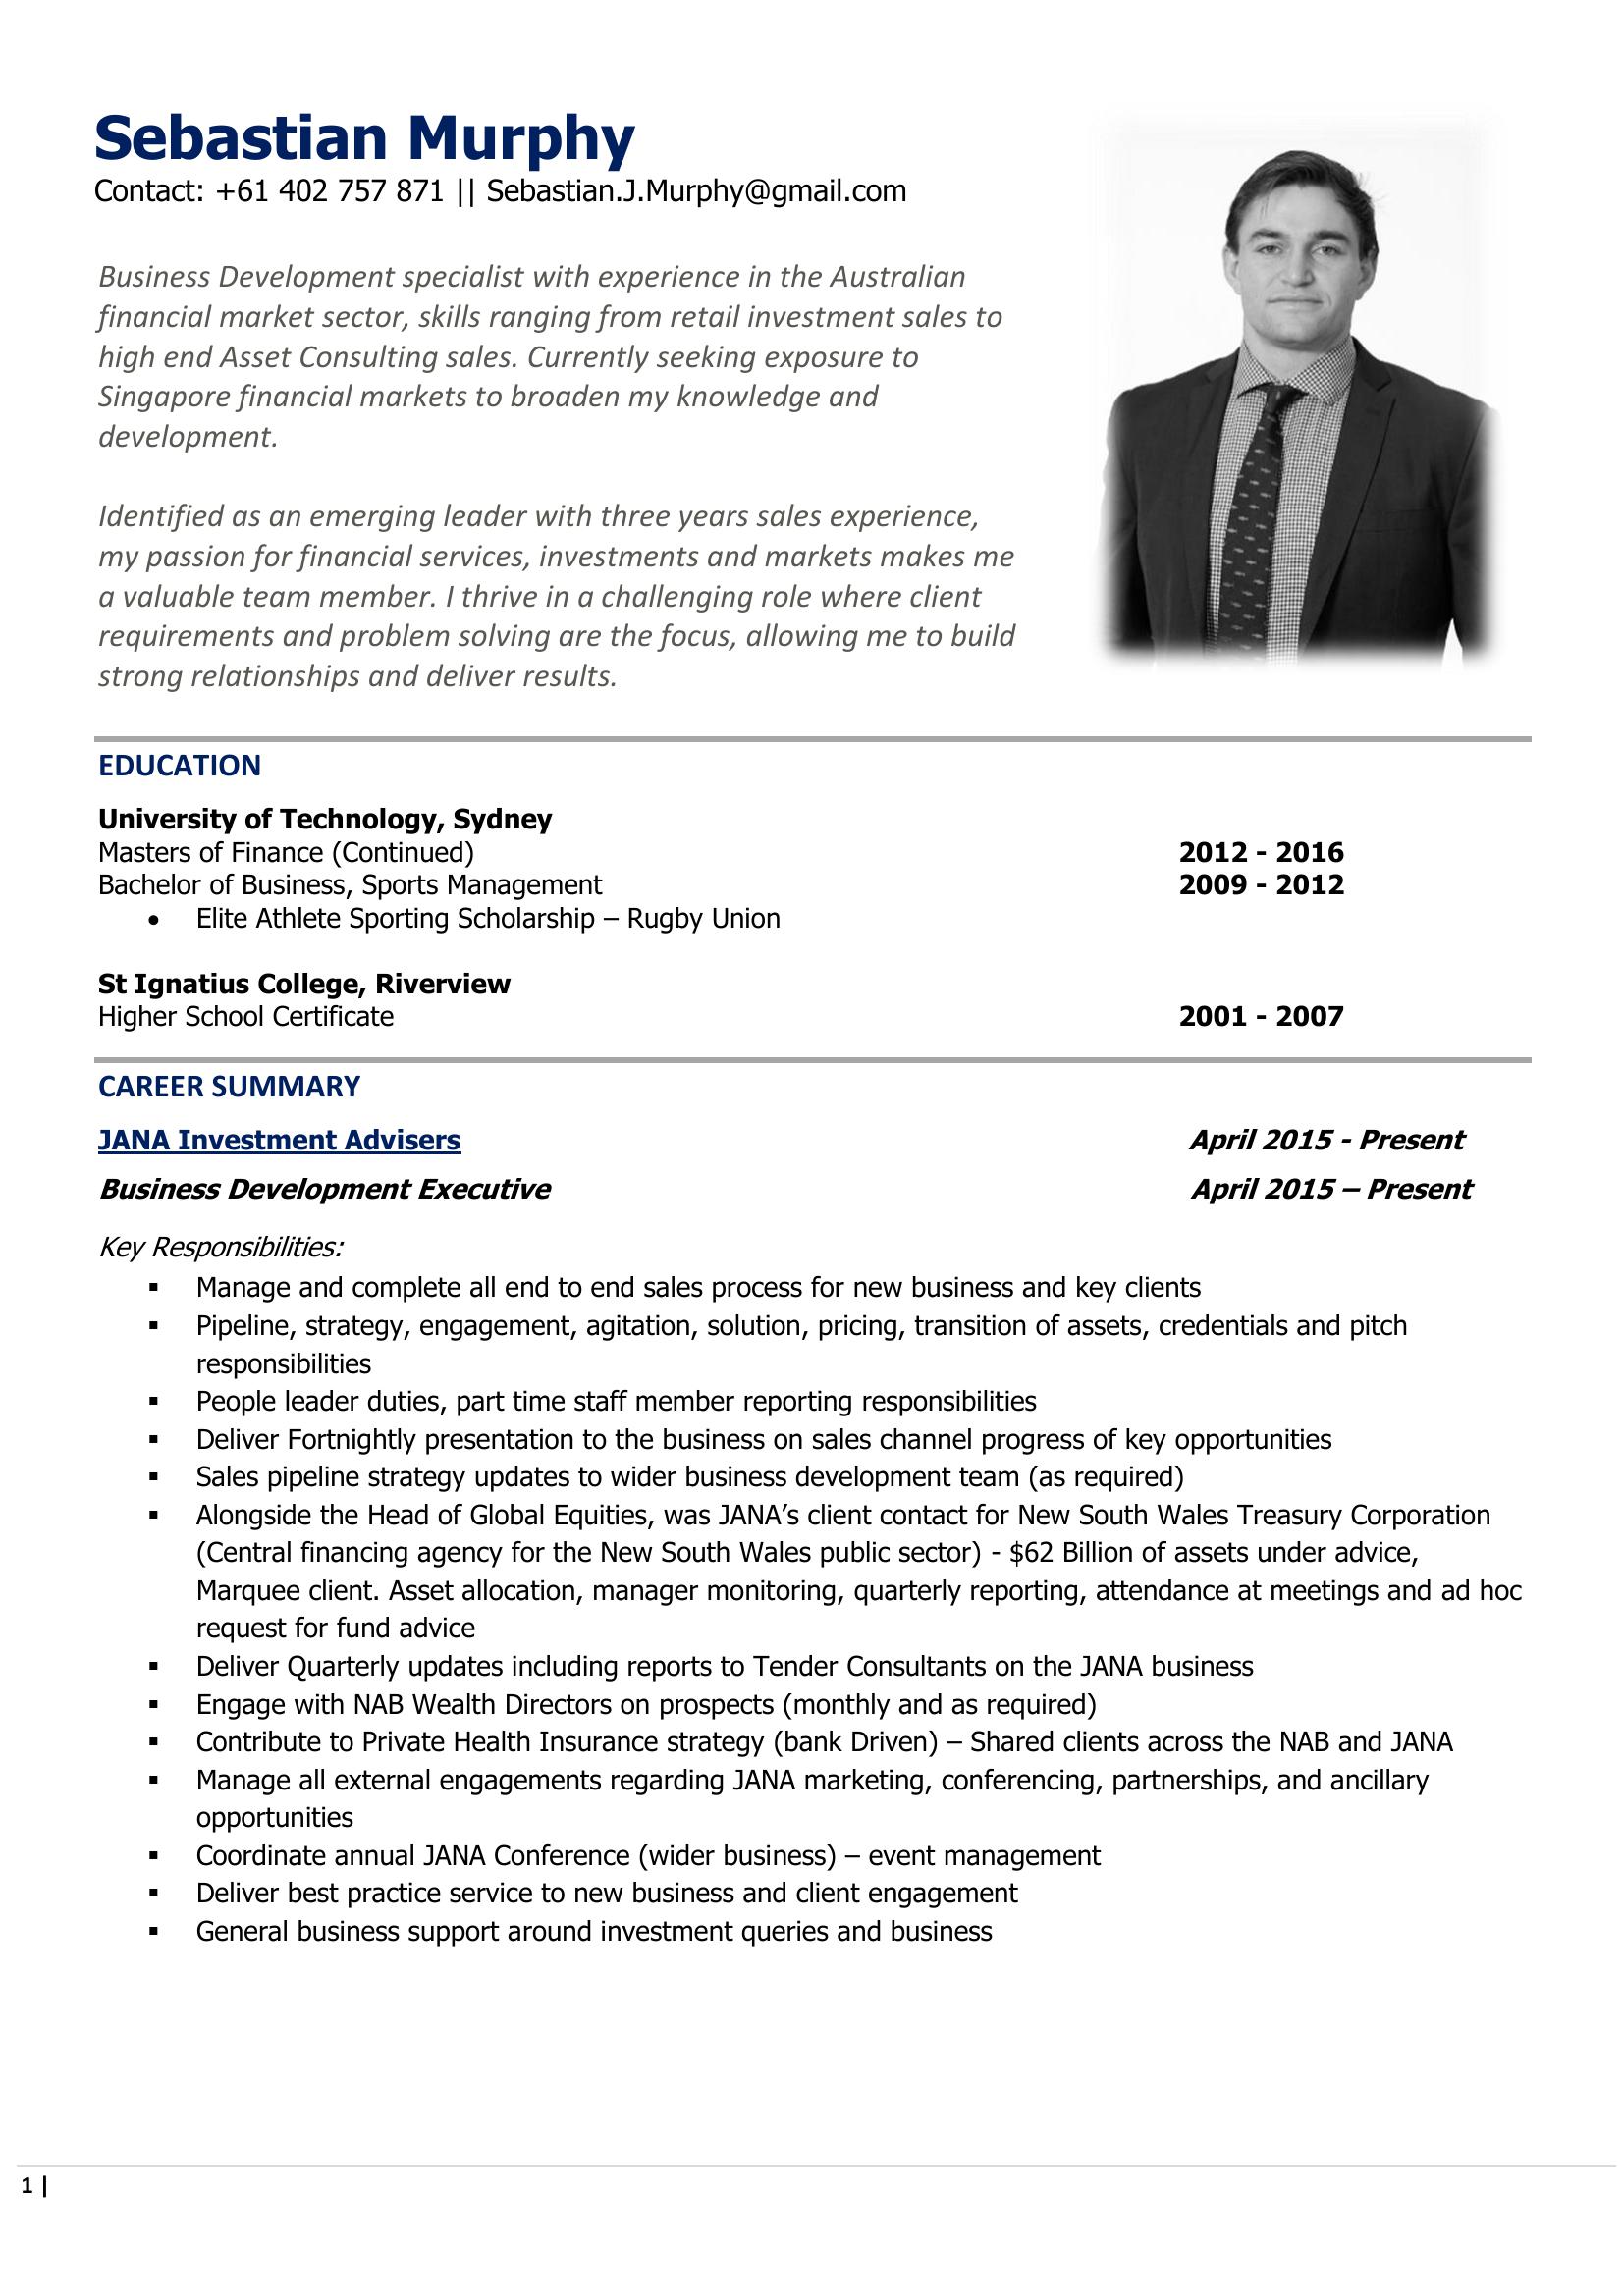 Sebastian Murphy
Contact: +61 402 757 871 || Sebastian.J.Murphy@gmail.com
Business Development specialist with experience in the Australian
financial market sector, skills ranging from retail investment sales to
high end Asset Consulting sales. Currently seeking exposure to
Singapore financial markets to broaden my knowledge and
development.
Identified as an emerging leader with three years sales experience,
my passion for financial services, investments and markets makes me
a valuable team member. I thrive in a challenging role where client
requirements and problem solving are the focus, allowing me to build
strong relationships and deliver results.
EDUCATION
University of Technology, Sydney
Masters of Finance (Continued) 2012 - 2016
Bachelor of Business, Sports Management 2009 - 2012
• Elite Athlete Sporting Scholarship – Rugby Union
St Ignatius College, Riverview
Higher School Certificate 2001 - 2007
CAREER SUMMARY
JANA Investment Advisers April 2015 - Present
Business Development Executive April 2015 – Present
Key Responsibilities:
▪ Manage and complete all end to end sales process for new business and key clients
▪ Pipeline, strategy, engagement, agitation, solution, pricing, transition of assets, credentials and pitch
responsibilities
▪ People leader duties, part time staff member reporting responsibilities
▪ Deliver Fortnightly presentation to the business on sales channel progress of key opportunities
▪ Sales pipeline strategy updates to wider business development team (as required)
▪ Alongside the Head of Global Equities, was JANA’s client contact for New South Wales Treasury Corporation
(Central financing agency for the New South Wales public sector) - $62 Billion of assets under advice,
Marquee client. Asset allocation, manager monitoring, quarterly reporting, attendance at meetings and ad hoc
request for fund advice
▪ Deliver Quarterly updates including reports to Tender Consultants on the JANA business
▪ Engage with NAB Wealth Directors on prospects (monthly and as required)
▪ Contribute to Private Health Insurance strategy (bank Driven) – Shared clients across the NAB and JANA
▪ Manage all external engagements regarding JANA marketing, conferencing, partnerships, and ancillary
opportunities
▪ Coordinate annual JANA Conference (wider business) – event management
▪ Deliver best practice service to new business and client engagement
▪ General business support around investment queries and business
1 |